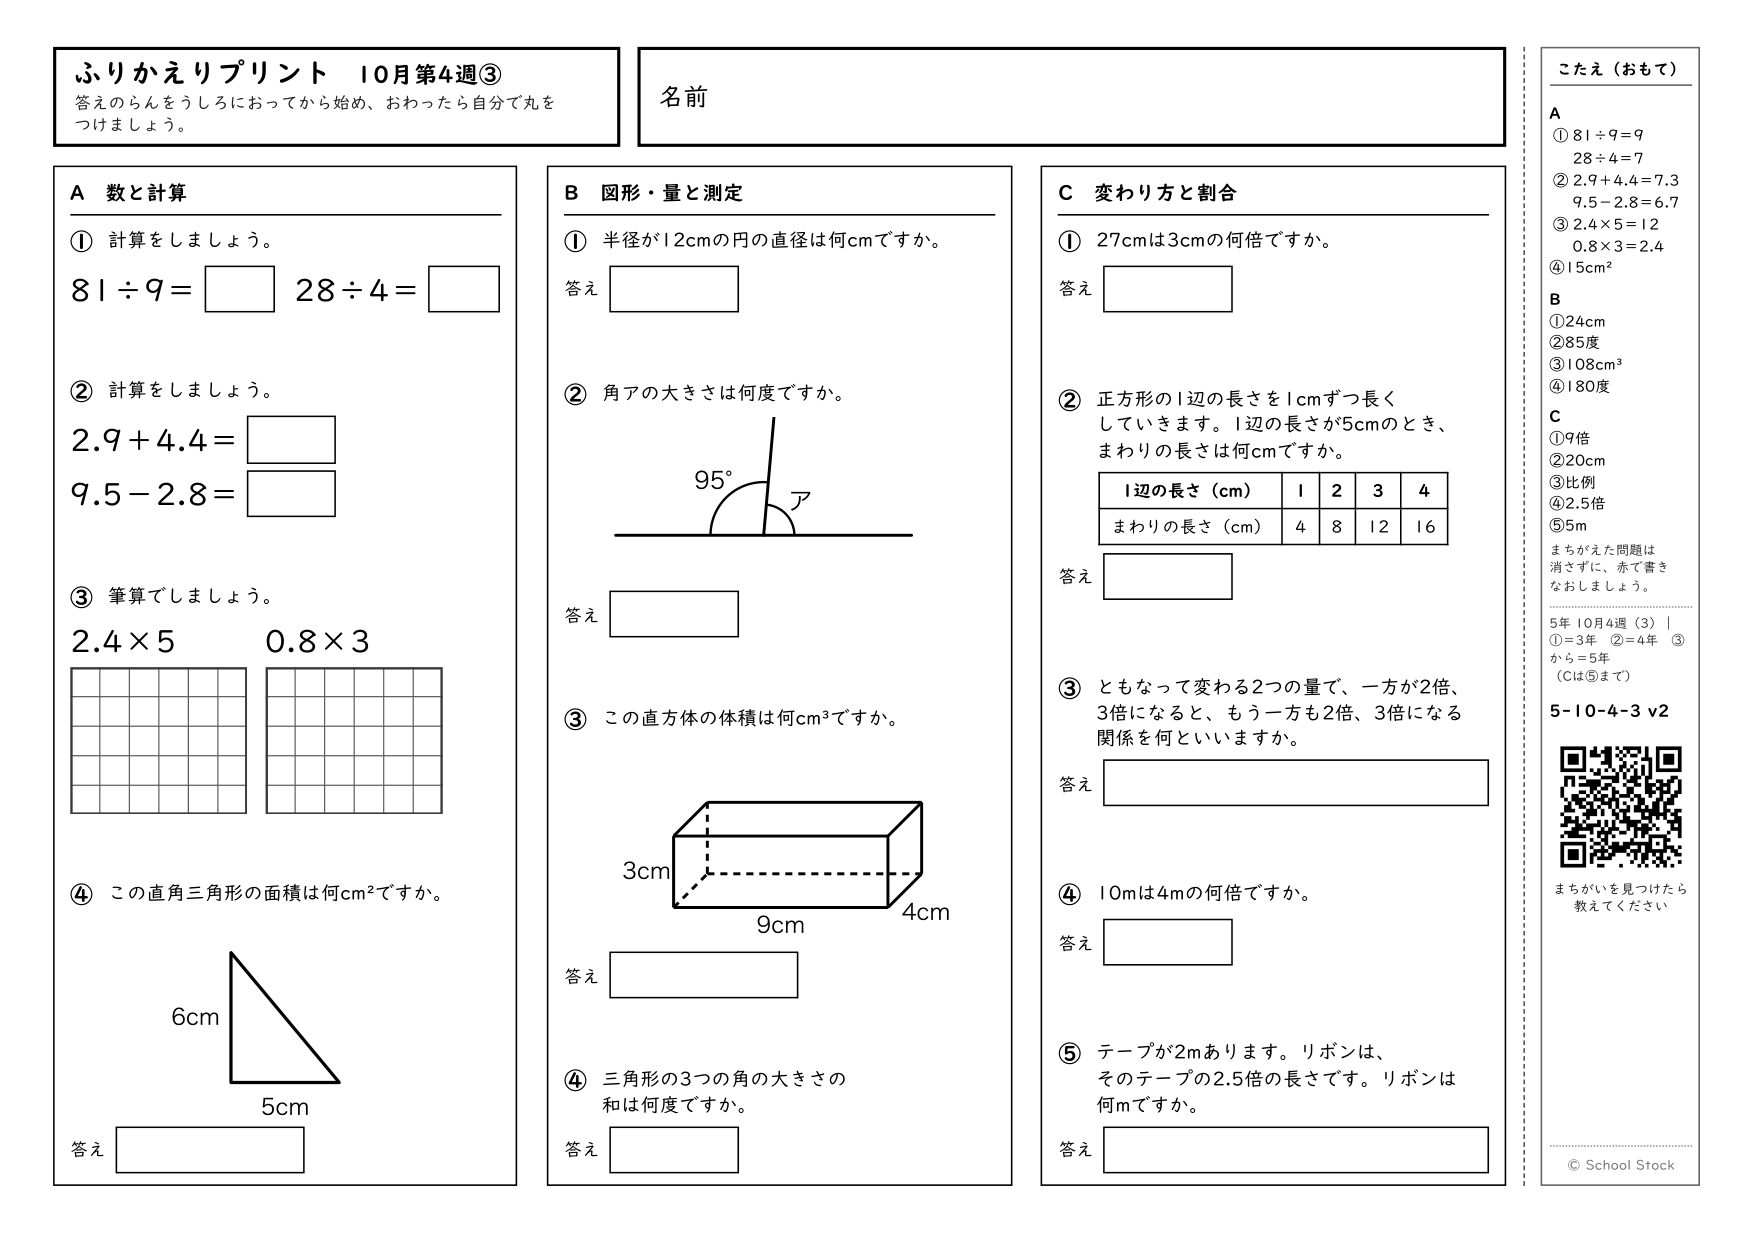 ふりかえりプリント　10月第4週③
答えのらんをうしろにおってから始め、おわったら自分で丸を
つけましょう。
名前
A　数と計算
① 計算をしましょう。
81÷9＝
28÷4＝
② 計算をしましょう。
2.9＋4.4＝
9.5－2.8＝
③ 筆算でしましょう。
2.4×5
0.8×3
④ この直角三角形の面積は何cm²ですか。
6cm
5cm
答え
B　図形・量と測定
① 半径が12cmの円の直径は何cmですか。
答え
② 角アの大きさは何度ですか。
95°
ア
答え
③ この直方体の体積は何cm³ですか。
3cm
9cm
4cm
答え
④ 三角形の3つの角の大きさの
和は何度ですか。
答え
C　変わり方と割合
① 27cmは3cmの何倍ですか。
答え
② 正方形の1辺の長さを1cmずつ長く
していきます。1辺の長さが5cmのとき、
まわりの長さは何cmですか。
1辺の長さ（cm） 1 2 3 4
まわりの長さ（cm） 4 8 12 16
答え
③ ともなって変わる2つの量で、一方が2倍、
3倍になると、もう一方も2倍、3倍になる
関係を何といいますか。
答え
④ 10mは4mの何倍ですか。
答え
⑤ テープが2mあります。リボンは、
そのテープの2.5倍の長さです。リボンは
何mですか。
答え
こたえ（おもて）
A
① 81÷9＝9
28÷4＝7
② 2.9＋4.4＝7.3
9.5－2.8＝6.7
③ 2.4×5＝12
0.8×3＝2.4
④15cm²
B
①24cm
②85度
③108cm³
④180度
C
①9倍
②20cm
③比例
④2.5倍
⑤5m
まちがえた問題は
消さずに、赤で書き
なおしましょう。
5年 10月4週（3）｜
①＝3年　②＝4年　③
から＝5年
（Cは⑤まで）
5-10-4-3 v2
まちがいを見つけたら
教えてください
© School Stock